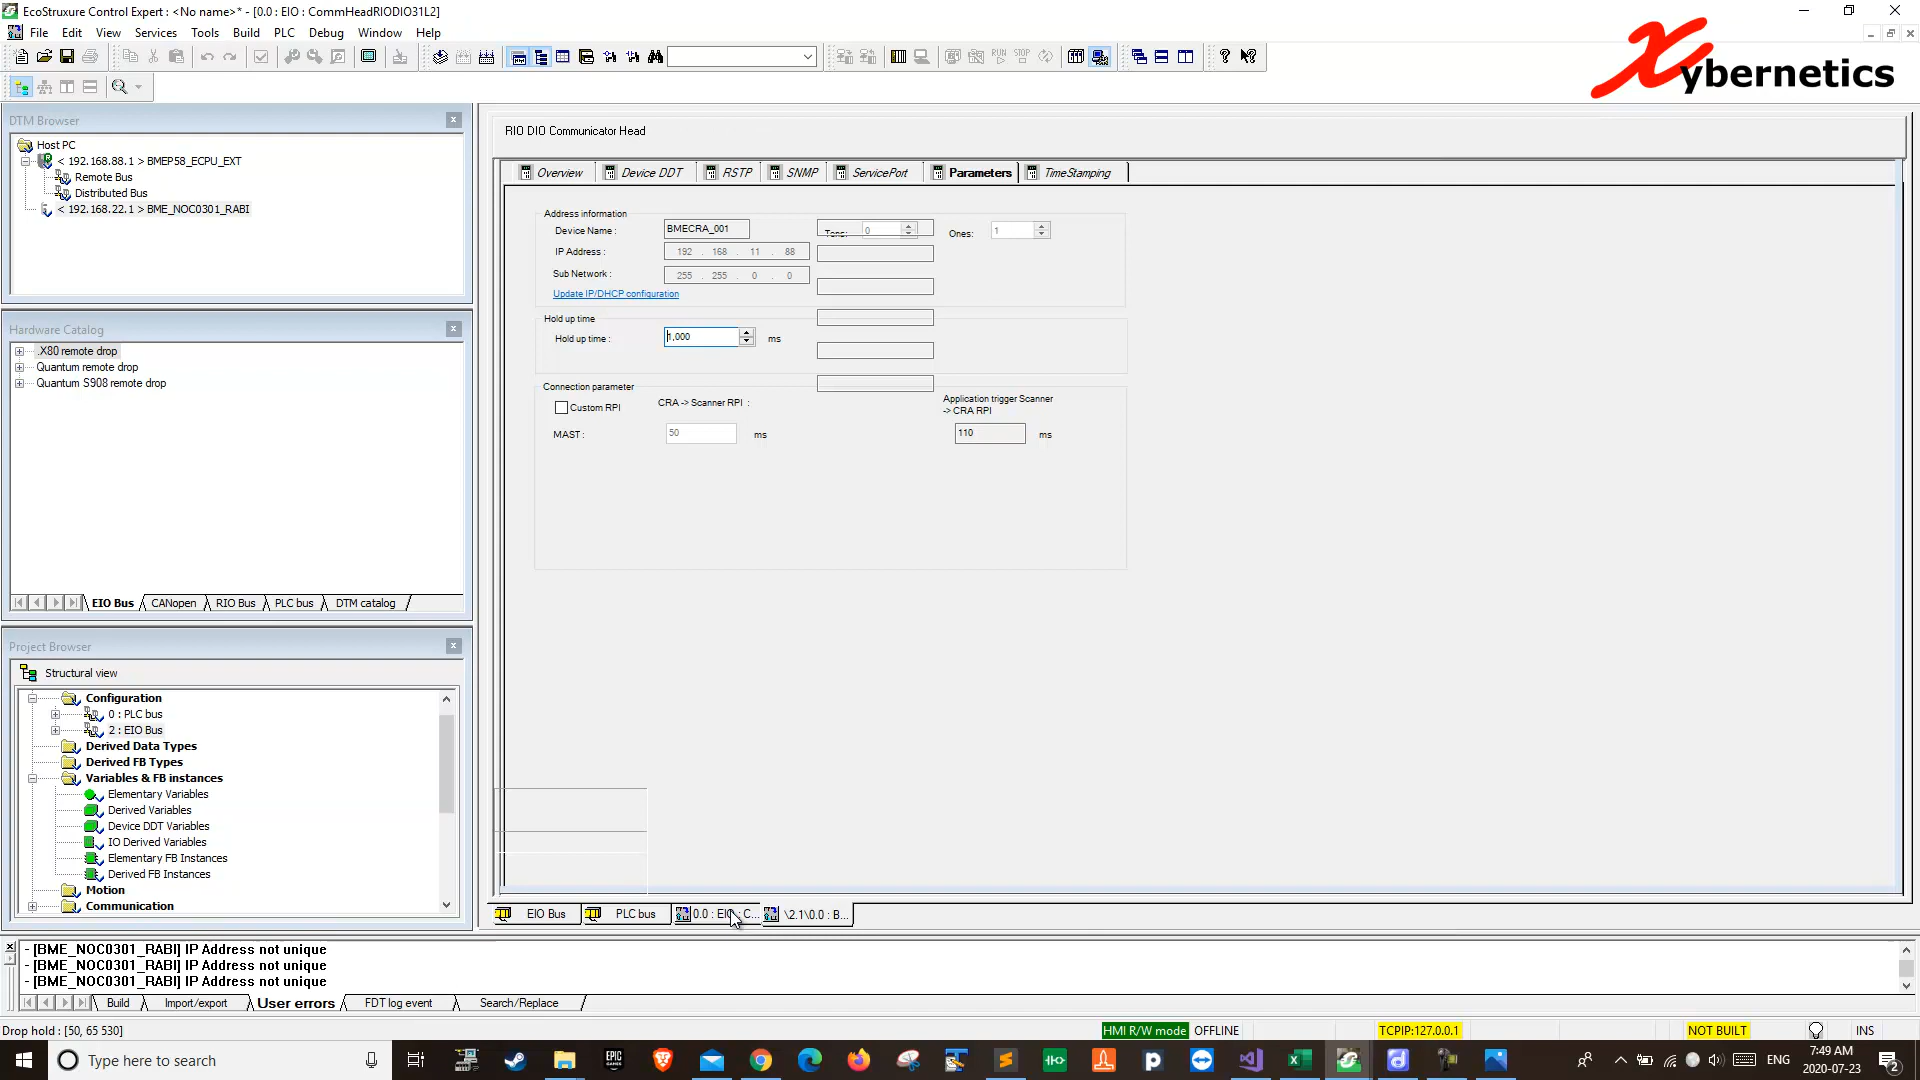 EcoStruxure Control Expert : <No name>* - [0.0 : EIO : CommHeadRIODIO31L2]
File Edit View Services Tools Build PLC Debug Window Help
Xybernetics
DTM Browser
Host PC
< 192.168.88.1 > BMEP58_ECPU_EXT
Remote Bus
Distributed Bus
< 192.168.22.1 > BME_NOC0301_RABI
Hardware Catalog
.X80 remote drop
Quantum remote drop
Quantum S908 remote drop
EIO Bus CANopen RIO Bus PLC bus DTM catalog
Project Browser
Structural view
Configuration
0 : PLC bus
2 : EIO Bus
Derived Data Types
Derived FB Types
Variables & FB instances
Elementary Variables
Derived Variables
Device DDT Variables
IO Derived Variables
Elementary FB Instances
Derived FB Instances
Motion
Communication
RIO DIO Communicator Head
Overview Device DDT RSTP SNMP ServicePort Parameters TimeStamping
Address information
Device Name : BMECRA_001 Tens: 0 Ones: 1
IP Address : 192 . 168 . 11 . 88
Sub Network : 255 . 255 . 0 . 0
Update IP/DHCP configuration
Hold up time
Hold up time : 1,000 ms
Connection parameter
Custom RPI CRA -> Scanner RPI : Application trigger Scanner
-> CRA RPI
MAST : 50 ms 110 ms
EIO Bus PLC bus 0.0 : EIO : C... \2.1\0.0 : B...
- [BME_NOC0301_RABI] IP Address not unique
- [BME_NOC0301_RABI] IP Address not unique
- [BME_NOC0301_RABI] IP Address not unique
Build Import/export User errors FDT log event Search/Replace
Drop hold : [50, 65 530] HMI R/W mode OFFLINE TCPIP:127.0.0.1 NOT BUILT INS
Type here to search
ENG
7:49 AM
2020-07-23
2